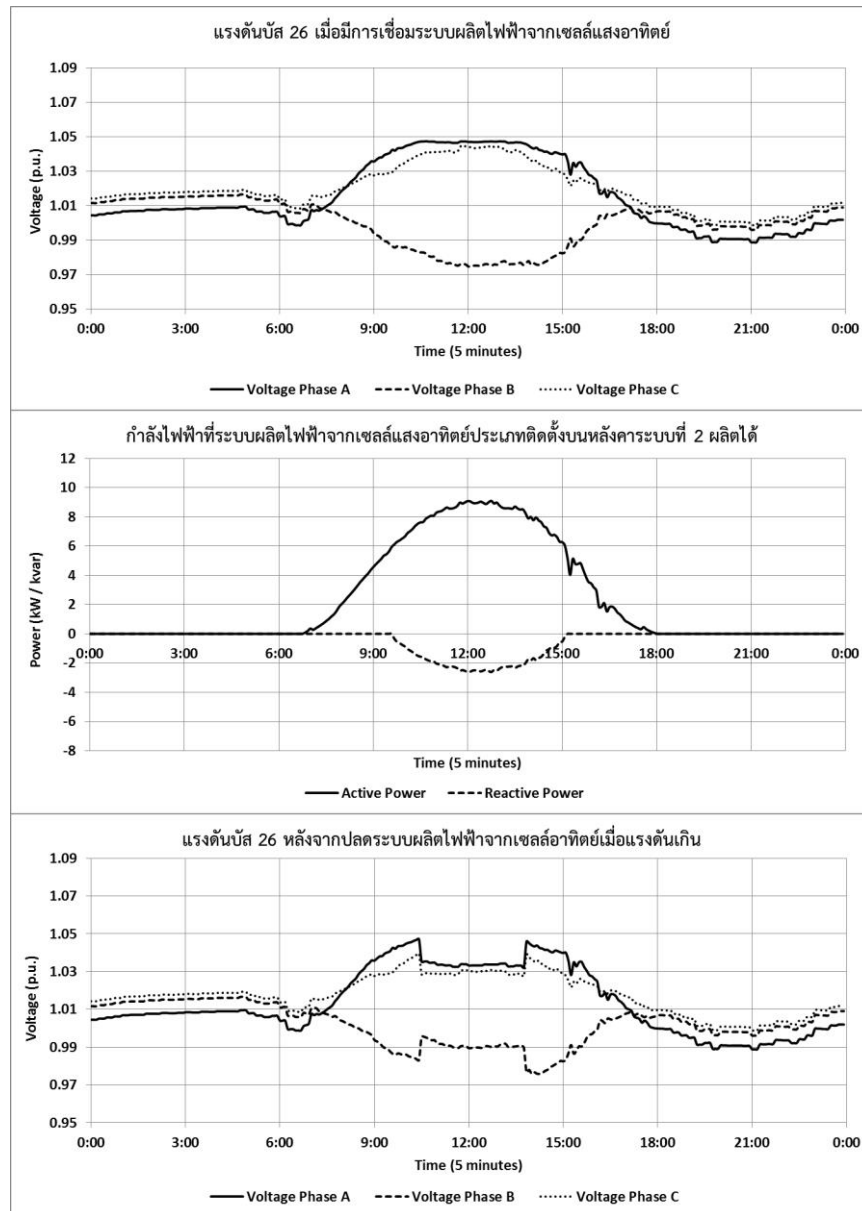 แรงดันบัส 26 เมื่อมีการเชื่อมระบบผลิตไฟฟ้าจากเซลล์แสงอาทิตย์
1.09
1.07
1.05
1.03
1.01
0.99
0.97
0.95
Voltage (p.u.)
0:00 3:00 6:00 9:00 12:00 15:00 18:00 21:00 0:00
Time (5 minutes)
Voltage Phase A Voltage Phase B Voltage Phase C
กำลังไฟฟ้าที่ระบบผลิตไฟฟ้าจากเซลล์แสงอาทิตย์ประเภทติดตั้งบนหลังคาระบบที่ 2 ผลิตได้
12
10
8
6
4
2
0
-2
-4
-6
-8
Power (kW / kvar)
0:00 3:00 6:00 9:00 12:00 15:00 18:00 21:00 0:00
Time (5 minutes)
Active Power Reactive Power
แรงดันบัส 26 หลังจากปลดระบบผลิตไฟฟ้าจากเซลล์อาทิตย์เมื่อแรงดันเกิน
1.09
1.07
1.05
1.03
1.01
0.99
0.97
0.95
Voltage (p.u.)
0:00 3:00 6:00 9:00 12:00 15:00 18:00 21:00 0:00
Time (5 minutes)
Voltage Phase A Voltage Phase B Voltage Phase C